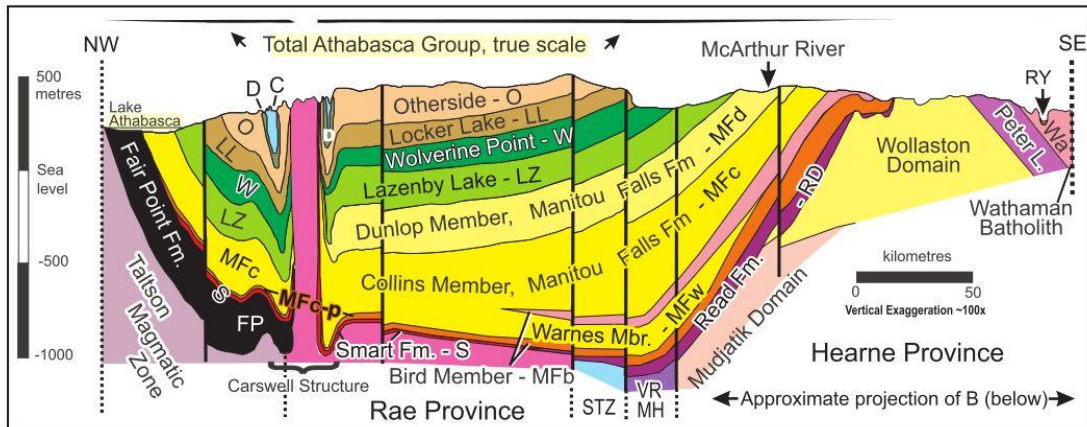 NW
SE
Total Athabasca Group, true scale
McArthur River
500
metres
Lake
Athabasca
D C
RY
Sea
level
-500
-1000
O
LL
W
LZ
MFc
Fair Point Fm.
S
FP
MFc-p
D
Otherside - O
Locker Lake - LL
Wolverine Point - W
Lazenby Lake - LZ
Dunlop Member, Manitou Falls Fm - MFd
Collins Member, Manitou Falls Fm - MFc
Warnes Mbr. - MFw
Read Fm. - RD
Smart Fm. - S
Bird Member - MFb
Taltson
Magmatic
Zone
Carswell Structure
Rae Province
STZ
VR
MH
Mudjatik Domain
Wollaston
Domain
Peter L.
Wa
Wathaman
Batholith
kilometres
0 50
Vertical Exaggeration ~100x
Hearne Province
Approximate projection of B (below)